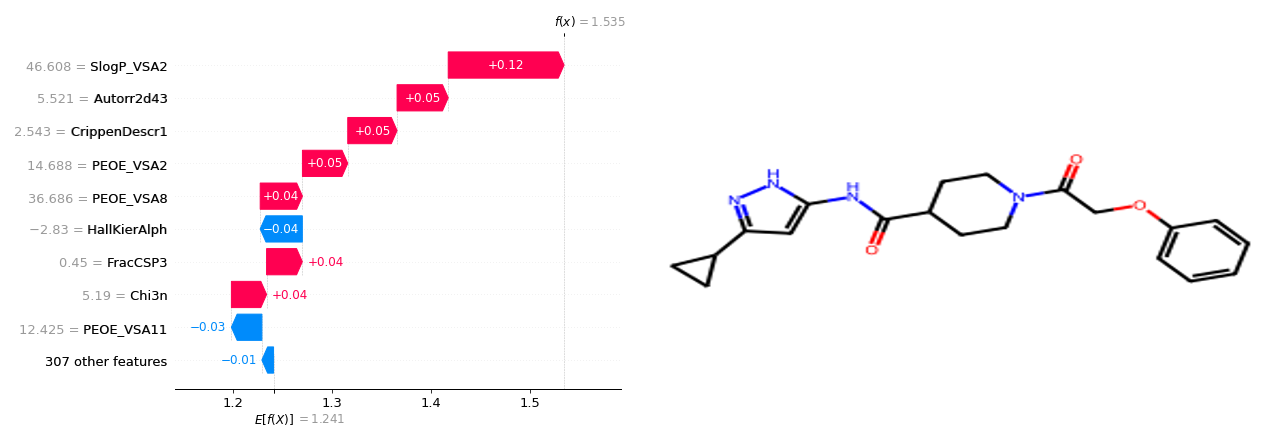 f(x) = 1.535
46.608 = SlogP_VSA2
+0.12
5.521 = Autorr2d43
+0.05
2.543 = CrippenDescr1
+0.05
14.688 = PEOE_VSA2
+0.05
36.686 = PEOE_VSA8
+0.04
−2.83 = HallKierAlph
−0.04
0.45 = FracCSP3
+0.04
5.19 = Chi3n
+0.04
12.425 = PEOE_VSA11
−0.03
307 other features
−0.01
1.2 1.3 1.4 1.5
E[f(X)] = 1.241
H
N
N
H
N
O
N
O
O